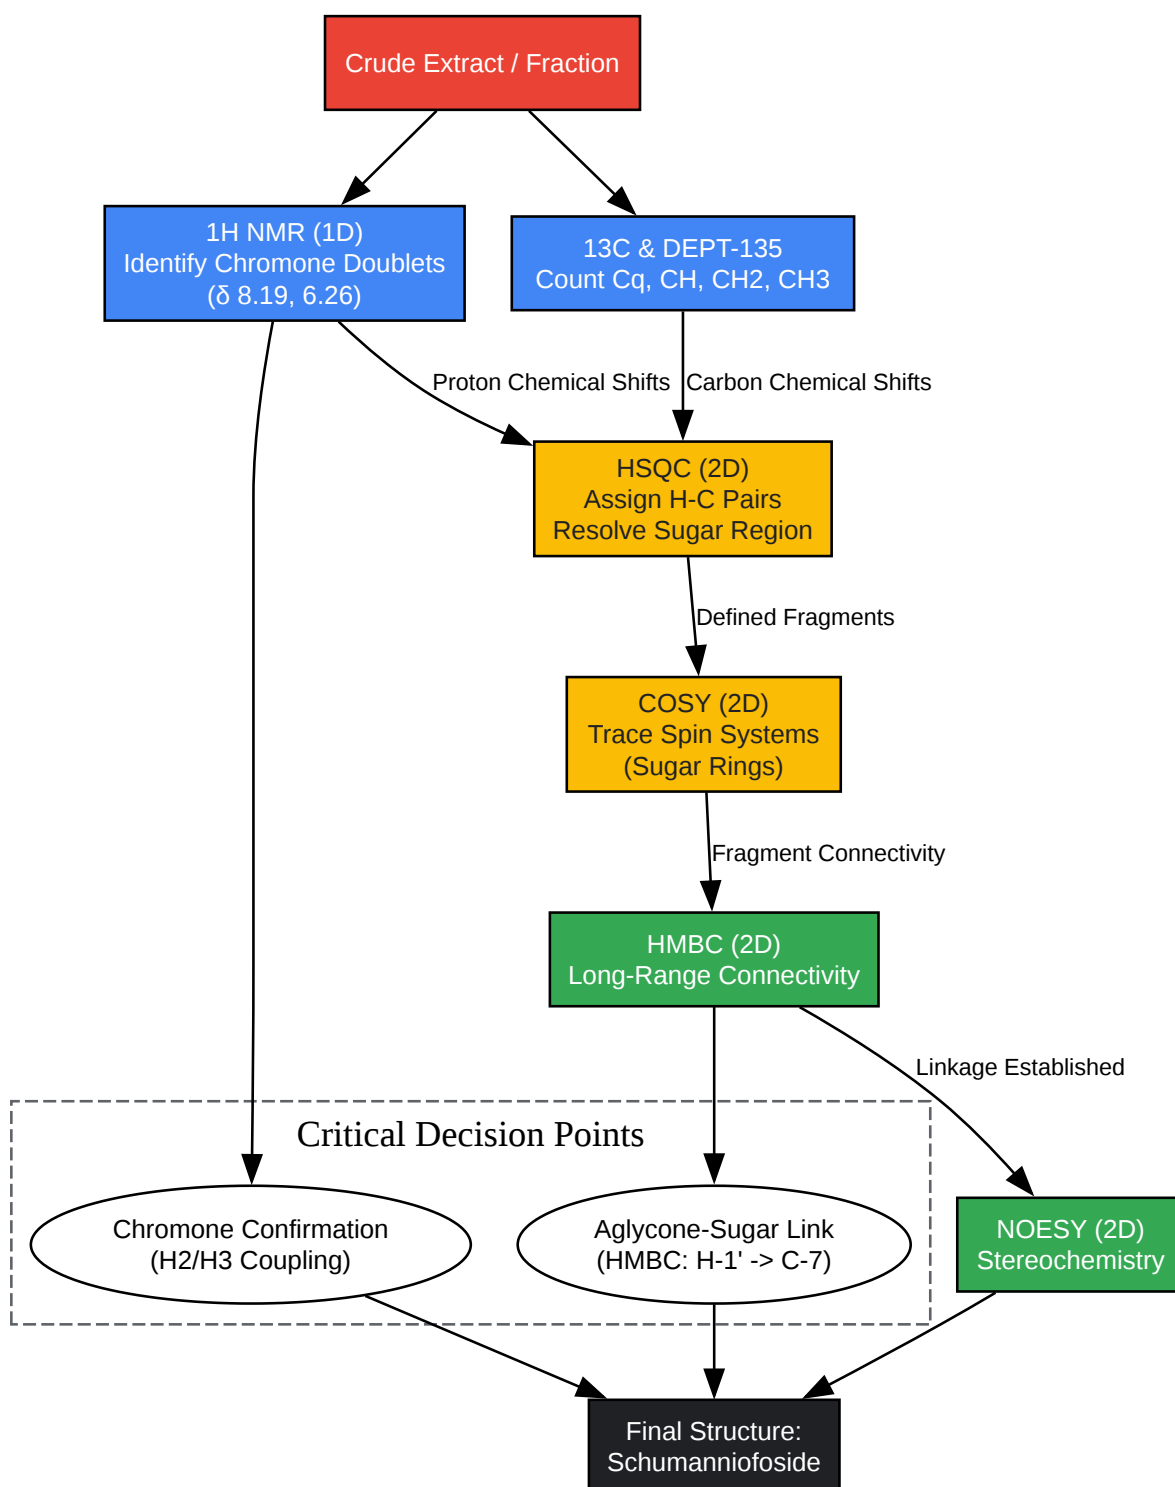 Crude Extract / Fraction
1H NMR (1D)
Identify Chromone Doublets
(δ 8.19, 6.26)
13C & DEPT-135
Count Cq, CH, CH2, CH3
Proton Chemical Shifts
Carbon Chemical Shifts
HSQC (2D)
Assign H-C Pairs
Resolve Sugar Region
Defined Fragments
COSY (2D)
Trace Spin Systems
(Sugar Rings)
Fragment Connectivity
HMBC (2D)
Long-Range Connectivity
Linkage Established
Critical Decision Points
Chromone Confirmation
(H2/H3 Coupling)
Aglycone-Sugar Link
(HMBC: H-1' -> C-7)
NOESY (2D)
Stereochemistry
Final Structure:
Schumanniofoside